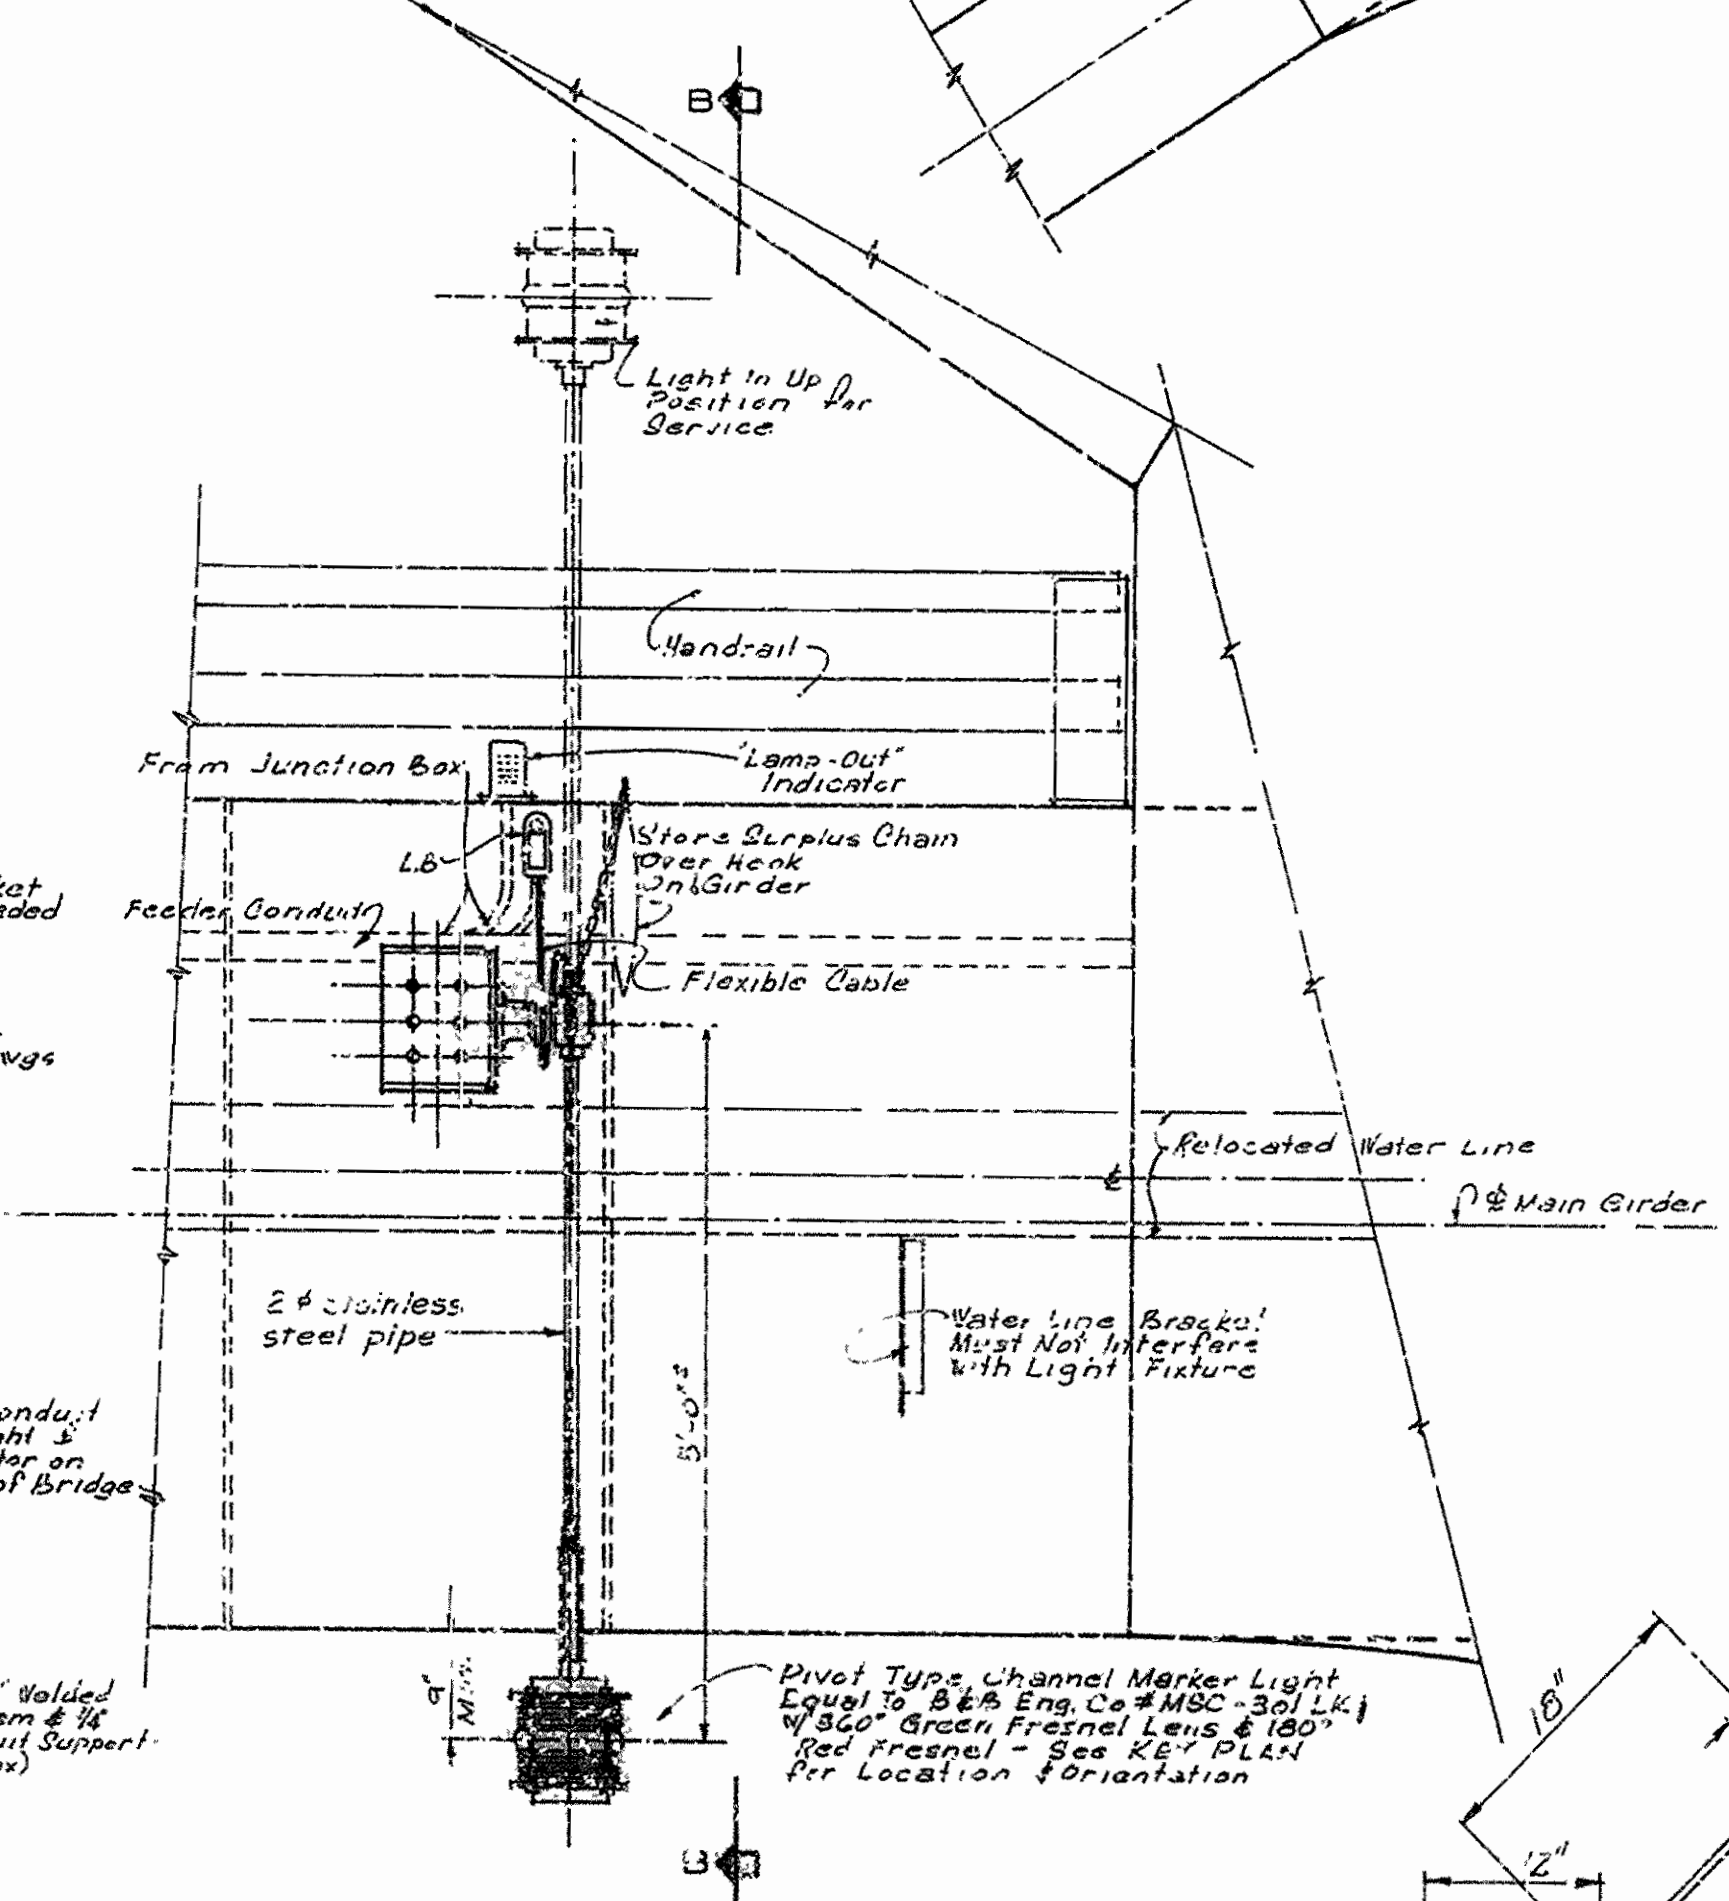 B
Light In Up
Position for
Service
Handrail
From Junction Box
"Lamp-Out"
Indicator
L.B
Store Surplus Chain
Over Hook
On Girder
Feeder Conduit
Flexible Cable
Relocated Water Line
℄
℄ Main Girder
2" ϕ stainless
steel pipe
Water Line Bracket
Must Not Interfere
With Light Fixture
of Bridge
9"
Min.
Welded
Support
Pivot Type, Channel Marker Light
Equal To B & B Eng. Co # MSC-301 LK
W/ 360° Green Fresnel Lens & 180°
Red Fresnel - See KEY PLAN
for Location & Orientation
18"
12"